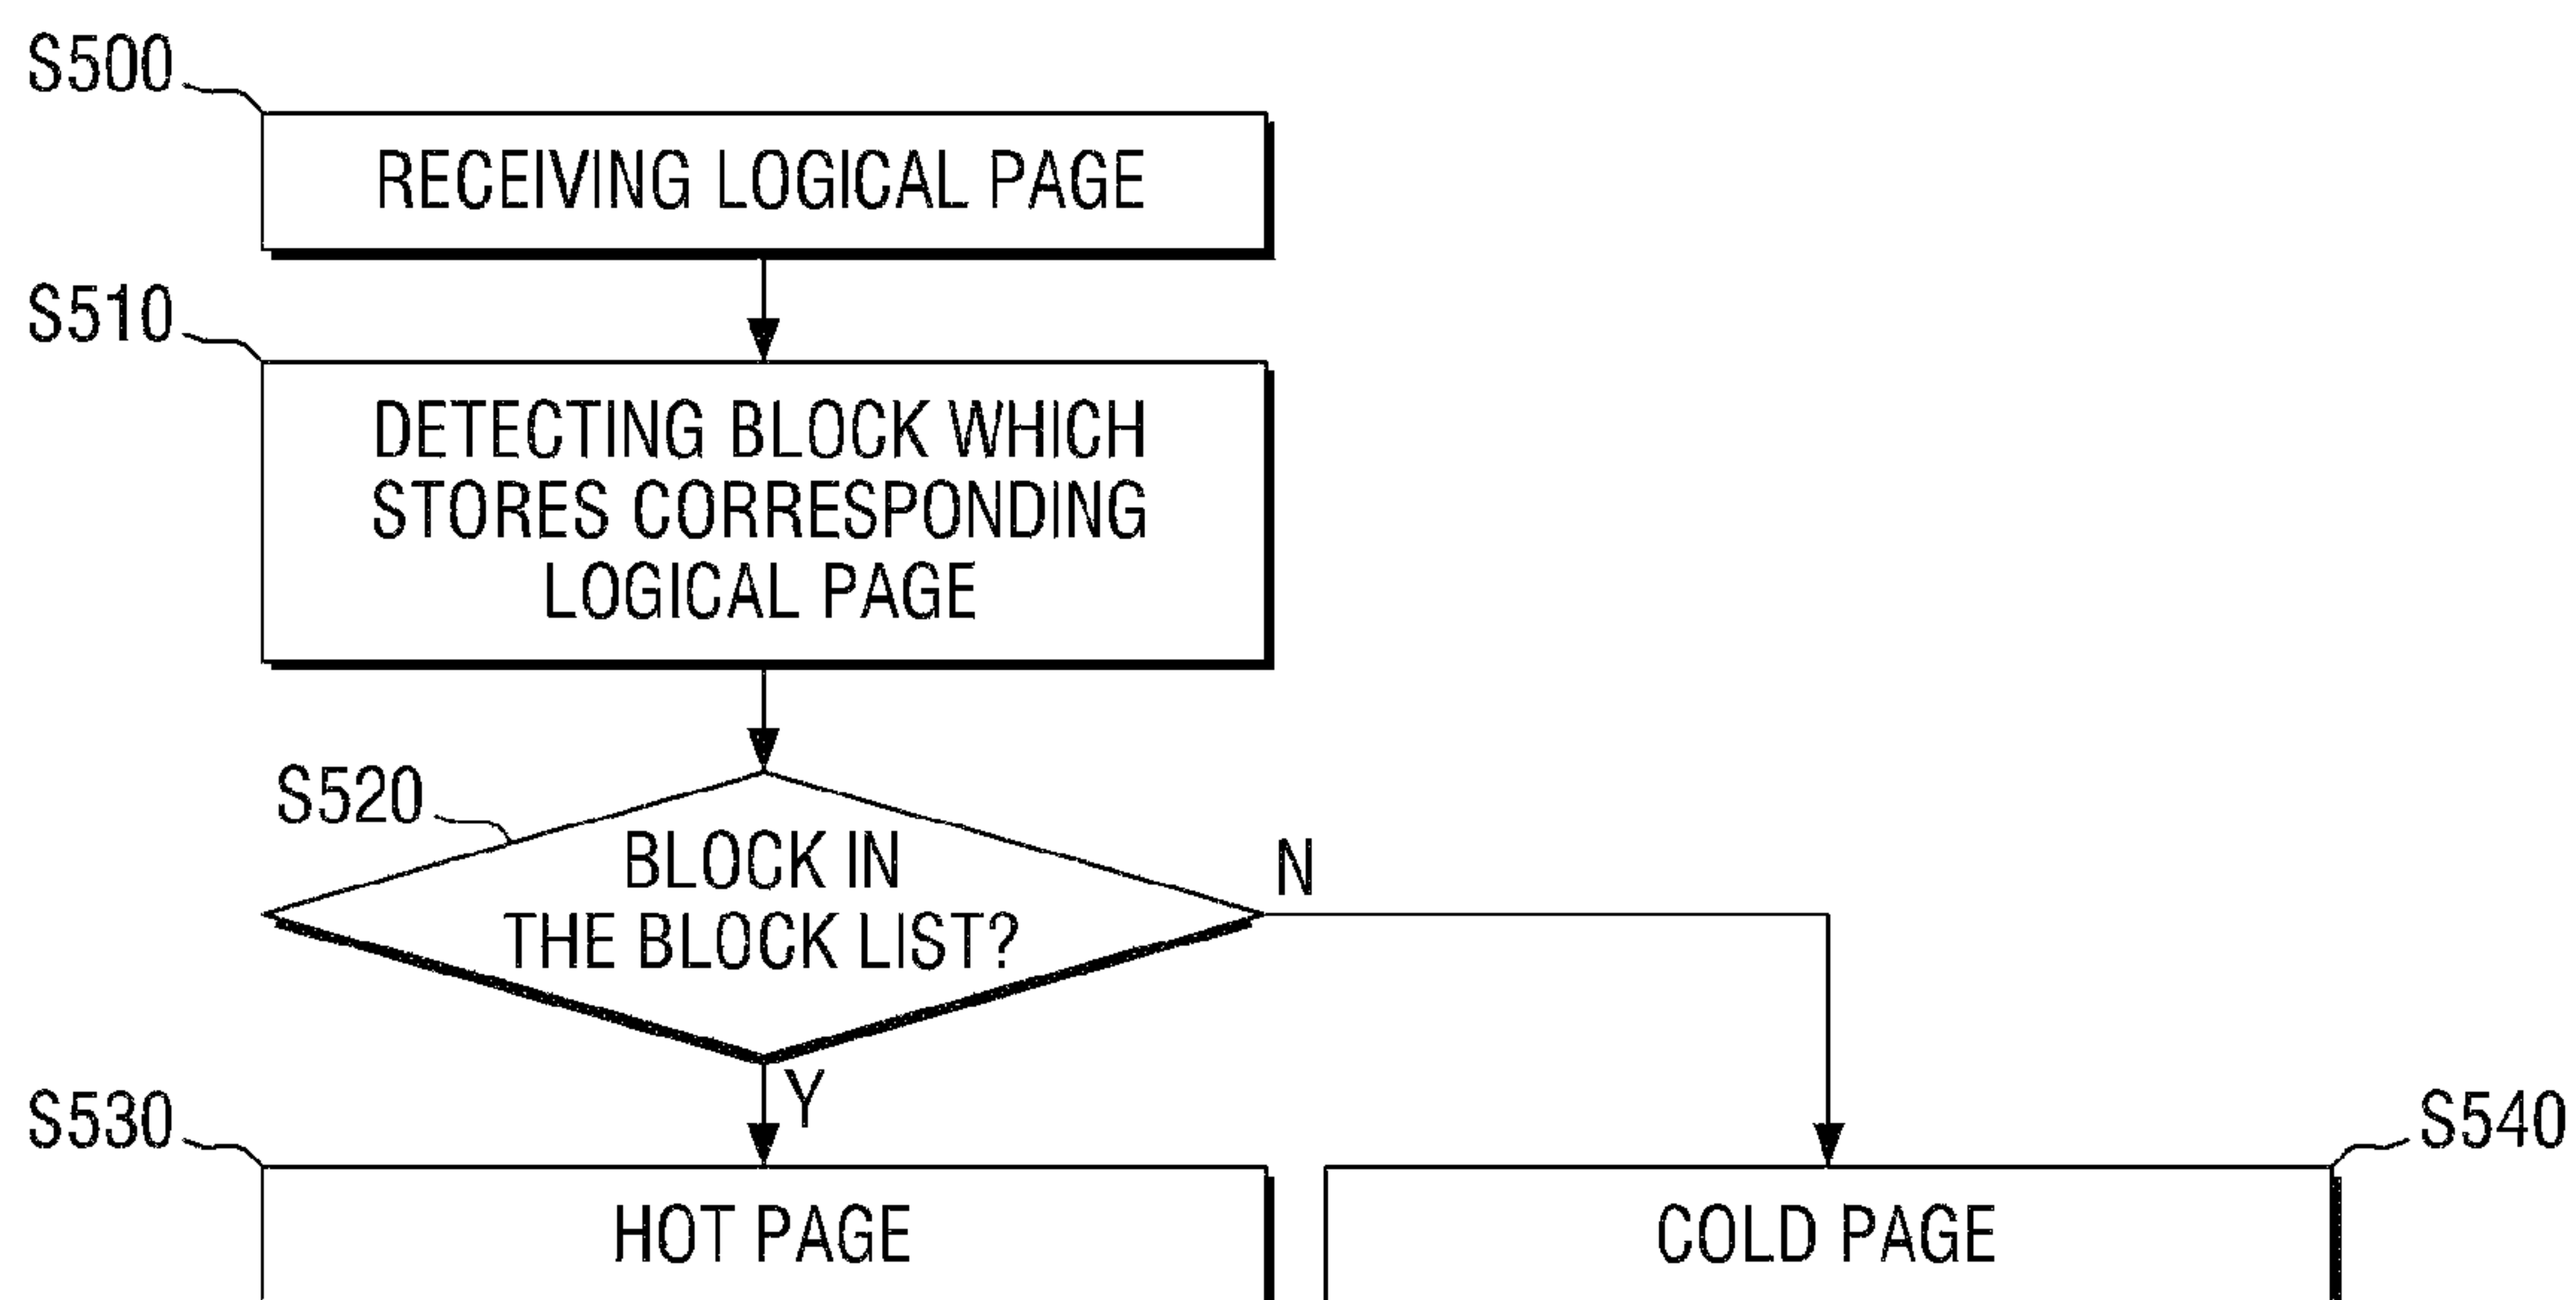 S500
RECEIVING LOGICAL PAGE
S510
DETECTING BLOCK WHICH
STORES CORRESPONDING
LOGICAL PAGE
S520
BLOCK IN
THE BLOCK LIST?
N
Y
S530
HOT PAGE
S540
COLD PAGE